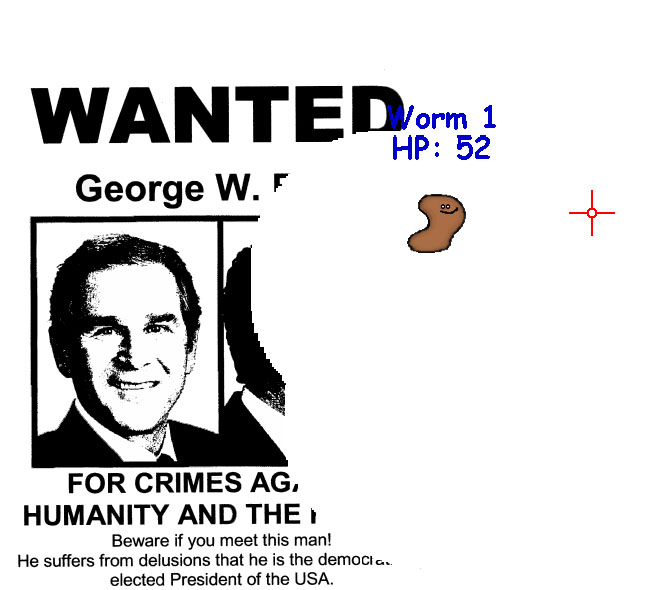 WANTED
Worm 1
HP: 52
George W.
FOR CRIMES
HUMANITY AND THE
Beware if you meet this man!
He suffers from delusions that he is the
elected President of the USA.